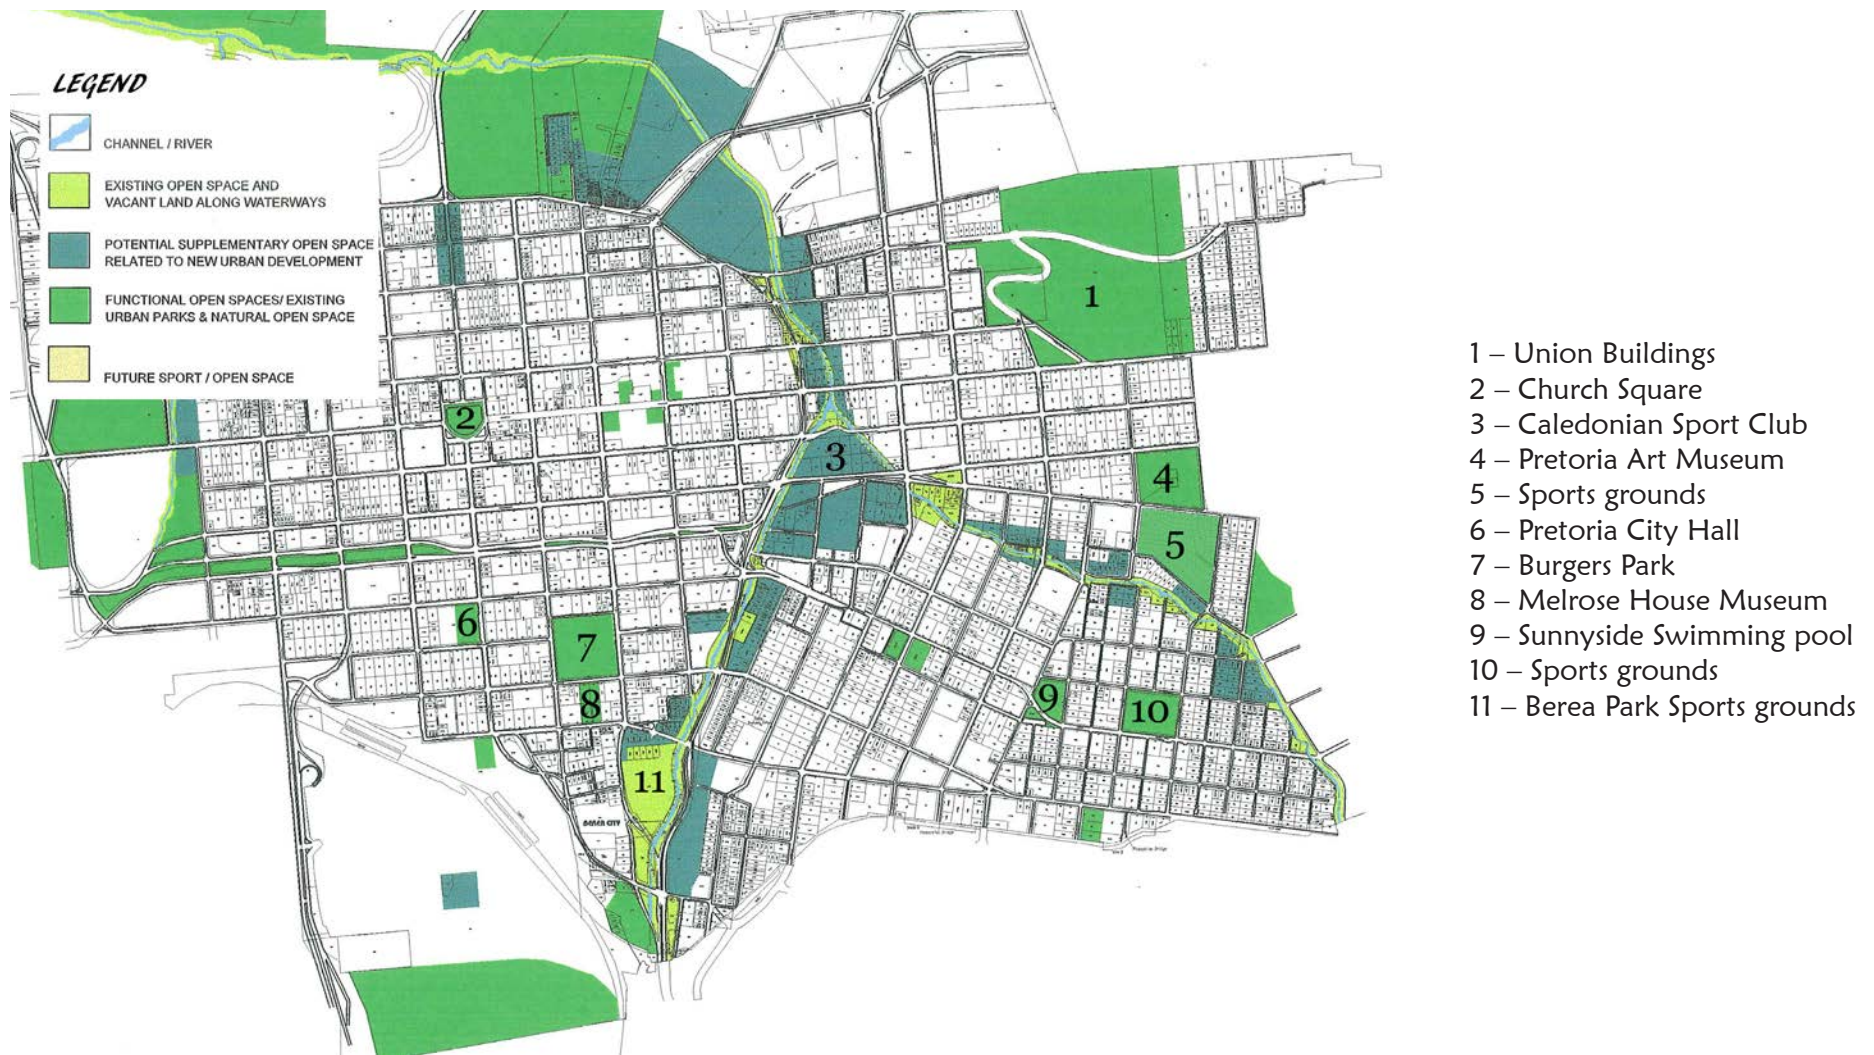 LEGEND
CHANNEL / RIVER
EXISTING OPEN SPACE AND
VACANT LAND ALONG WATERWAYS
POTENTIAL SUPPLEMENTARY OPEN SPACE
RELATED TO NEW URBAN DEVELOPMENT
FUNCTIONAL OPEN SPACES/ EXISTING
URBAN PARKS & NATURAL OPEN SPACE
FUTURE SPORT / OPEN SPACE
1
2
3
4
5
6
7
8
9
10
11
BEREA CITY
1 – Union Buildings
2 – Church Square
3 – Caledonian Sport Club
4 – Pretoria Art Museum
5 – Sports grounds
6 – Pretoria City Hall
7 – Burgers Park
8 – Melrose House Museum
9 – Sunnyside Swimming pool
10 – Sports grounds
11 – Berea Park Sports grounds